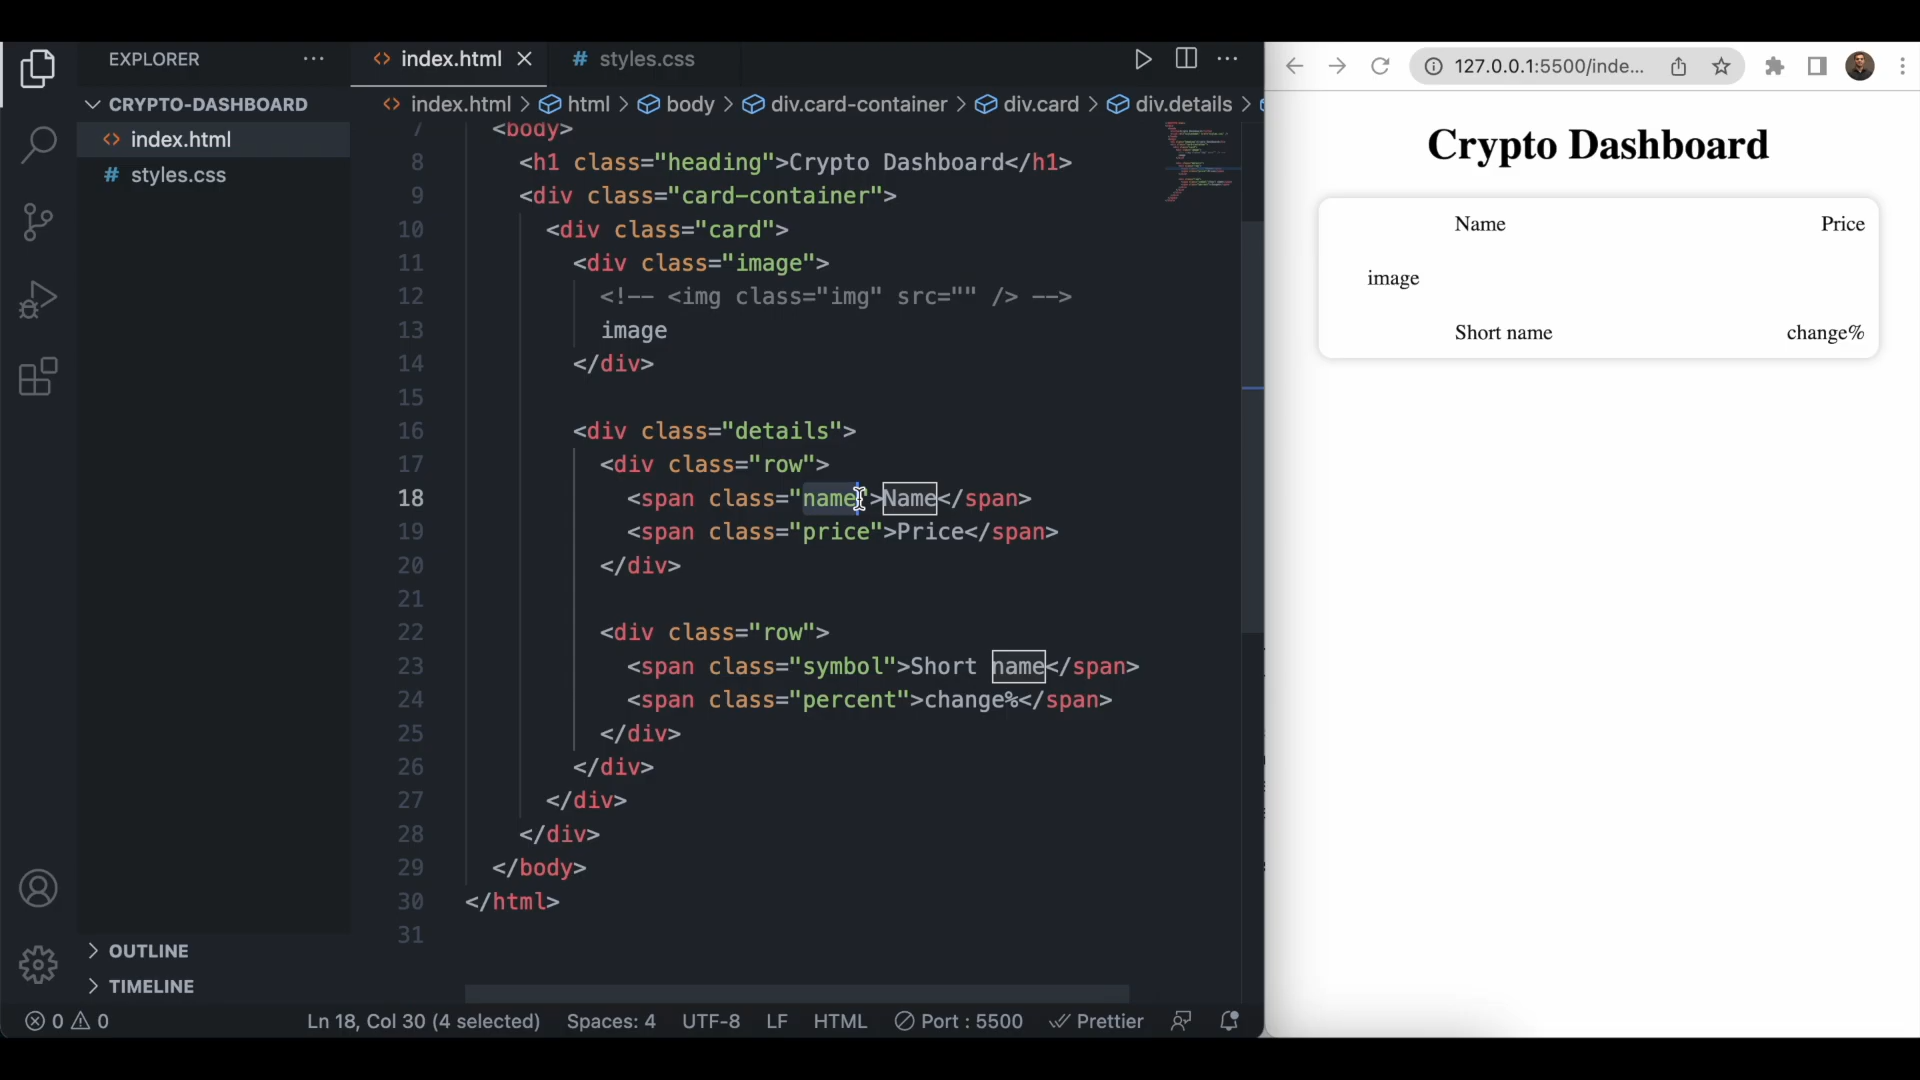 EXPLORER
CRYPTO-DASHBOARD
index.html
styles.css
OUTLINE
TIMELINE
index.html
styles.css
index.html > html > body > div.card-container > div.card > div.details >
7 <body>
8 <h1 class="heading">Crypto Dashboard</h1>
9 <div class="card-container">
10 <div class="card">
11 <div class="image">
12 <!-- <img class="img" src="" /> -->
13 image
14 </div>
15
16 <div class="details">
17 <div class="row">
18 <span class="name">Name</span>
19 <span class="price">Price</span>
20 </div>
21
22 <div class="row">
23 <span class="symbol">Short name</span>
24 <span class="percent">change%</span>
25 </div>
26 </div>
27 </div>
28 </div>
29 </body>
30 </html>
31
0 0 Ln 18, Col 30 (4 selected) Spaces: 4 UTF-8 LF HTML Port : 5500 Prettier
127.0.0.1:5500/inde...
Crypto Dashboard
Name Price
image
Short name change%